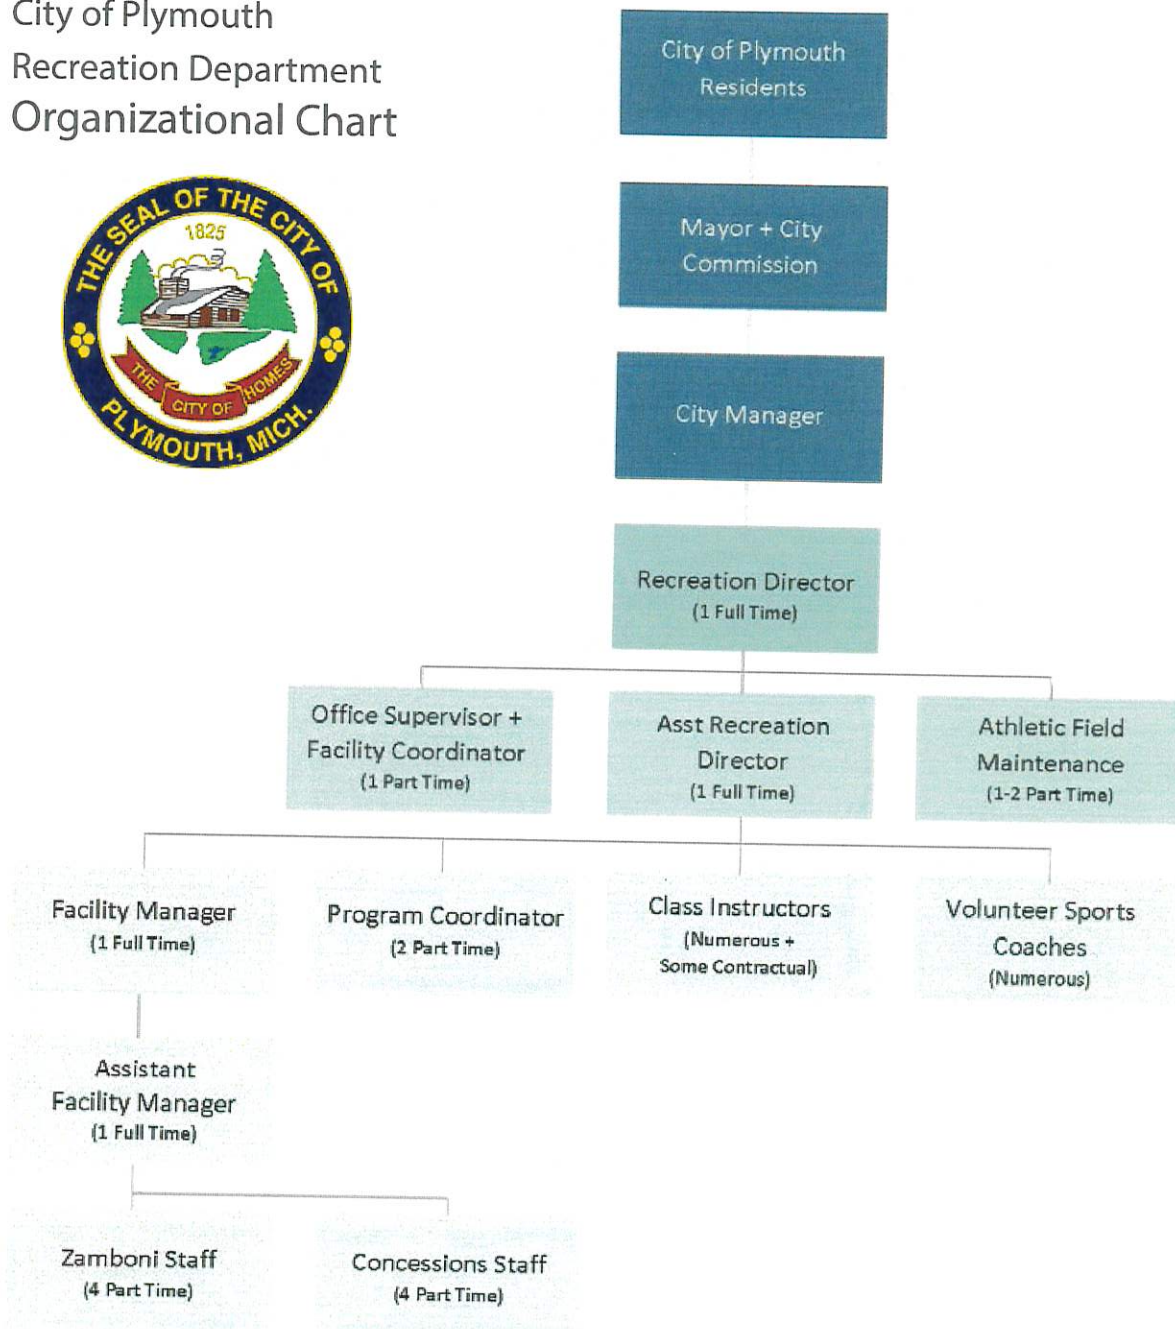 City of Plymouth
Recreation Department
Organizational Chart
THE SEAL OF THE CITY OF
PLYMOUTH, MICH.
1825
THE
CITY OF
HOMES
City of Plymouth
Residents
Mayor + City
Commission
City Manager
Recreation Director
(1 Full Time)
Office Supervisor +
Facility Coordinator
(1 Part Time)
Asst Recreation
Director
(1 Full Time)
Athletic Field
Maintenance
(1-2 Part Time)
Facility Manager
(1 Full Time)
Program Coordinator
(2 Part Time)
Class Instructors
(Numerous +
Some Contractual)
Volunteer Sports
Coaches
(Numerous)
Assistant
Facility Manager
(1 Full Time)
Zamboni Staff
(4 Part Time)
Concessions Staff
(4 Part Time)